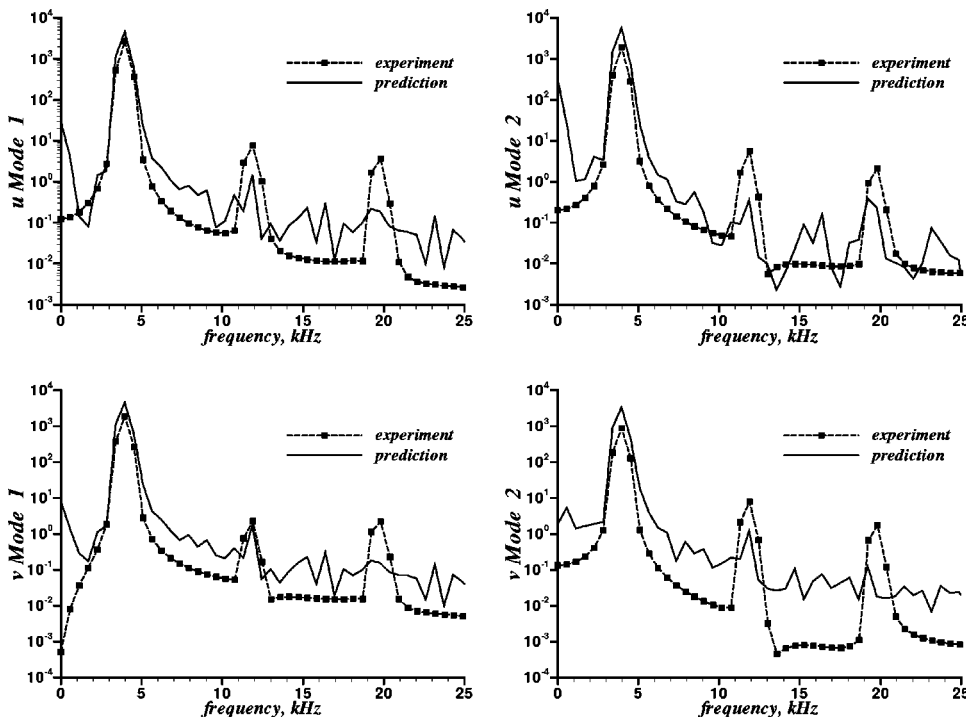 10⁴
10³
10²
10¹
10⁰
10⁻¹
10⁻²
10⁻³
u Mode 1
experiment
prediction
0 5 10 15 20 25
frequency, kHz
10⁴
10³
10²
10¹
10⁰
10⁻¹
10⁻²
10⁻³
u Mode 2
experiment
prediction
0 5 10 15 20 25
frequency, kHz
10⁴
10³
10²
10¹
10⁰
10⁻¹
10⁻²
10⁻³
10⁻⁴
v Mode 1
experiment
prediction
0 5 10 15 20 25
frequency, kHz
10⁴
10³
10²
10¹
10⁰
10⁻¹
10⁻²
10⁻³
10⁻⁴
v Mode 2
experiment
prediction
0 5 10 15 20 25
frequency, kHz